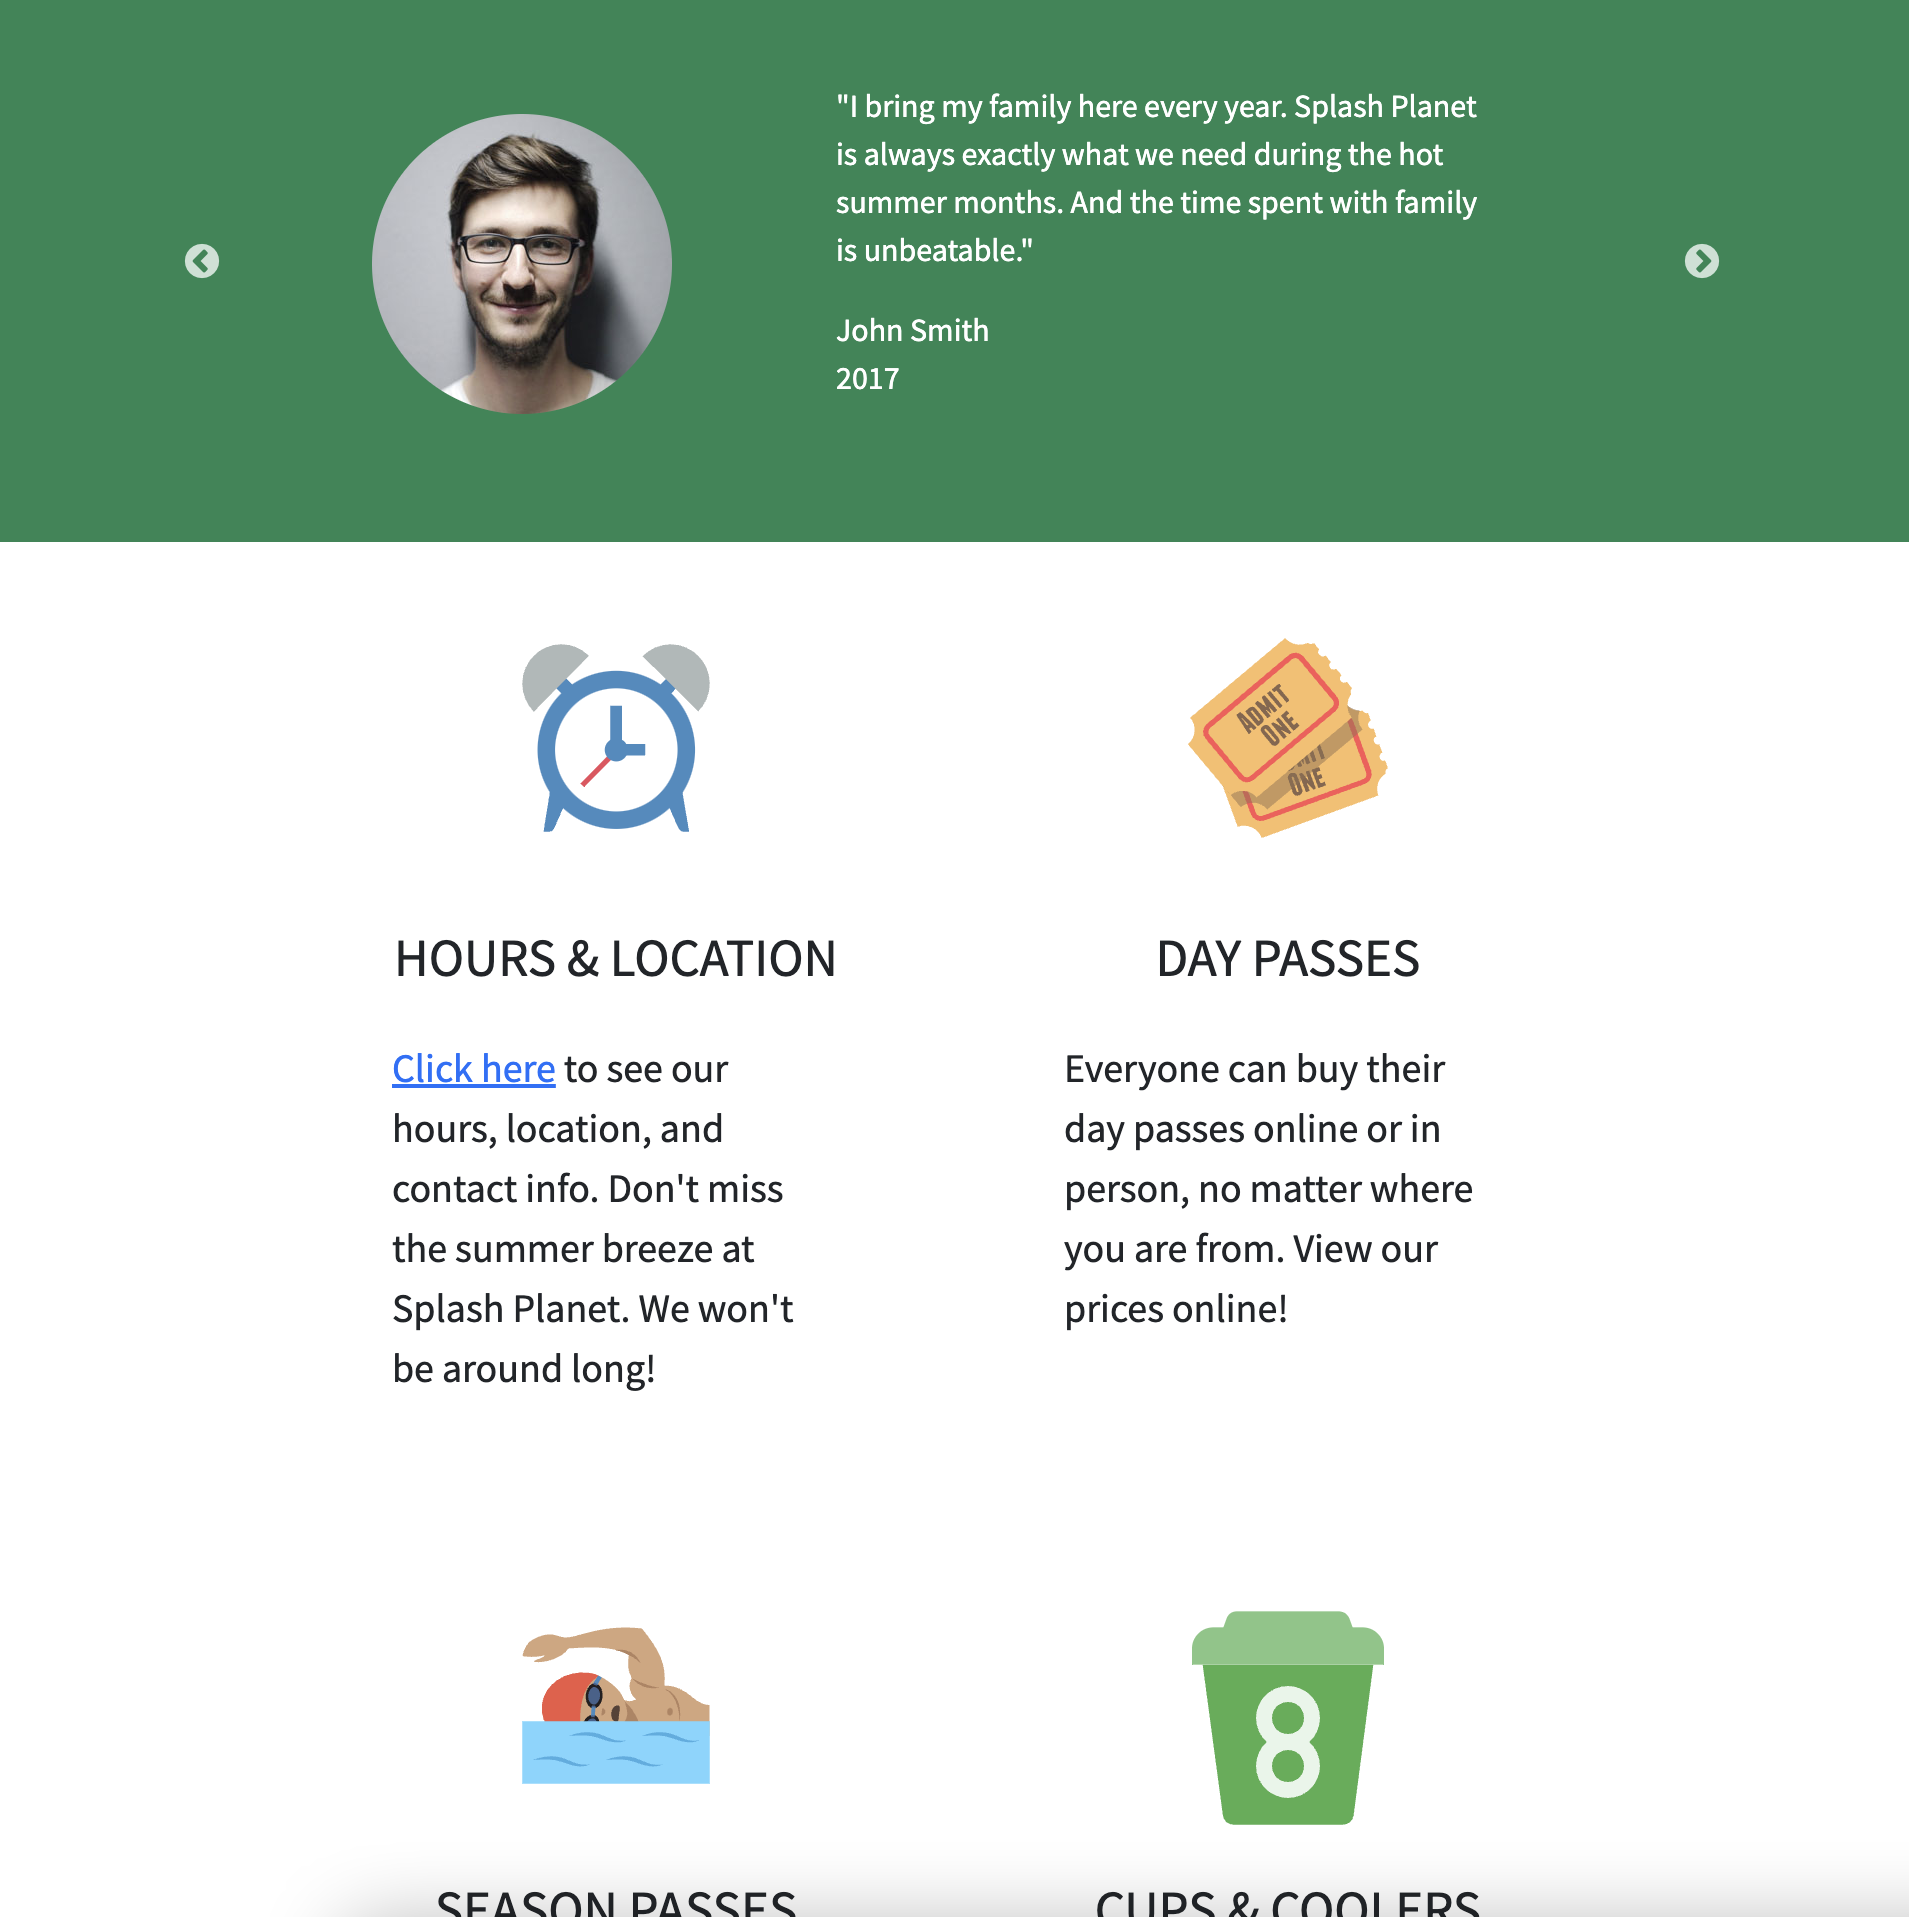 "I bring my family here every year. Splash Planet
is always exactly what we need during the hot
summer months. And the time spent with family
is unbeatable."
John Smith
2017
ADMIT
ONE
MIT
ONE
HOURS & LOCATION
Click here to see our
hours, location, and
contact info. Don't miss
the summer breeze at
Splash Planet. We won't
be around long!
DAY PASSES
Everyone can buy their
day passes online or in
person, no matter where
you are from. View our
prices online!
8
SEASON PASSES
CUPS & COOLERS